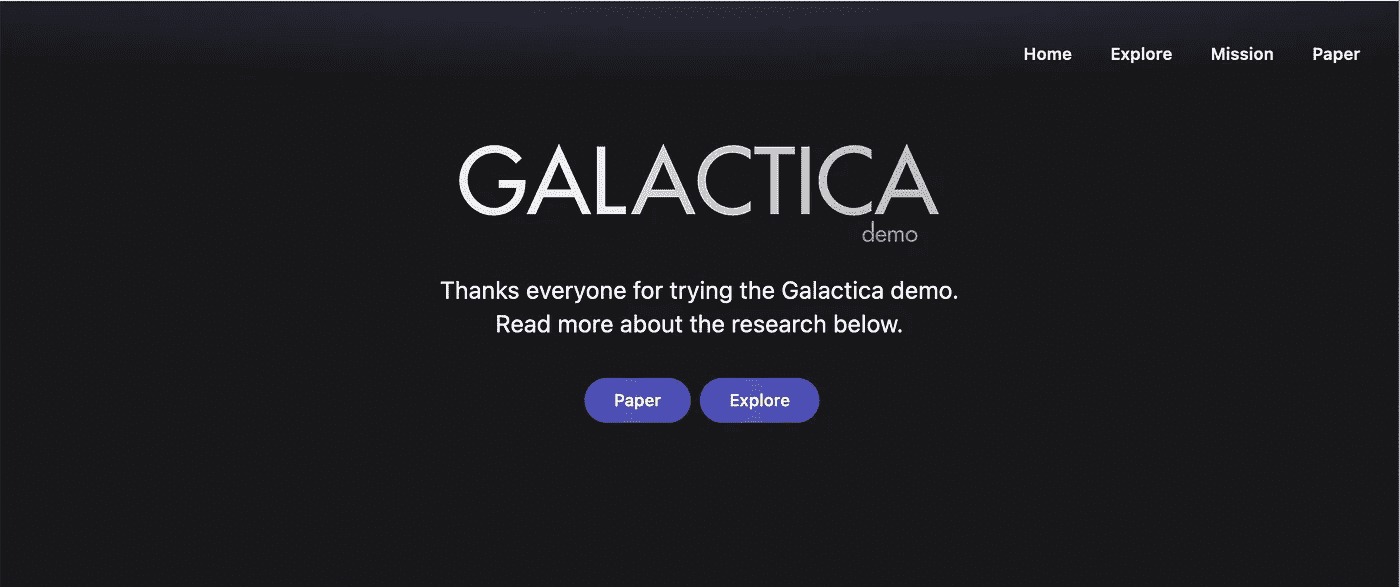 Home Explore Mission Paper
GALACTICA
demo
Thanks everyone for trying the Galactica demo.
Read more about the research below.
Paper Explore